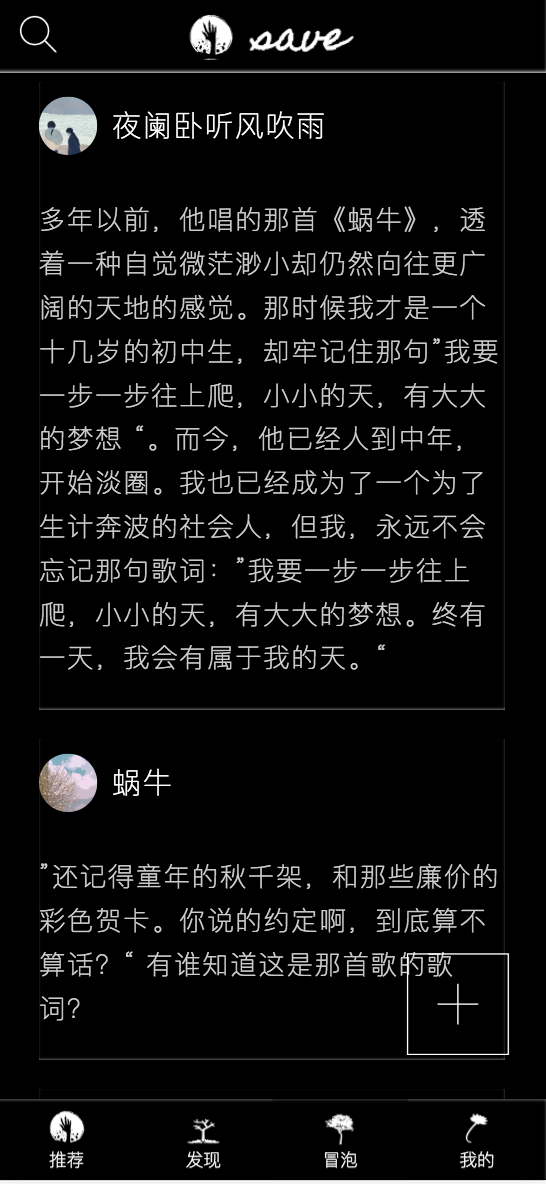 save
夜阑卧听风吹雨
多年以前，他唱的那首《蜗牛》，透
着一种自觉微茫渺小却仍然向往更广
阔的天地的感觉。那时候我才是一个
十几岁的初中生，却牢记住那句”我要
一步一步往上爬，小小的天，有大大
的梦想 “。而今，他已经人到中年，
开始淡圈。我也已经成为了一个为了
生计奔波的社会人，但我，永远不会
忘记那句歌词：”我要一步一步往上
爬，小小的天，有大大的梦想。终有
一天，我会有属于我的天。“
蜗牛
”还记得童年的秋千架，和那些廉价的
彩色贺卡。你说的约定啊，到底算不
算话？“ 有谁知道这是那首歌的歌
词？
推荐
发现
冒泡
我的